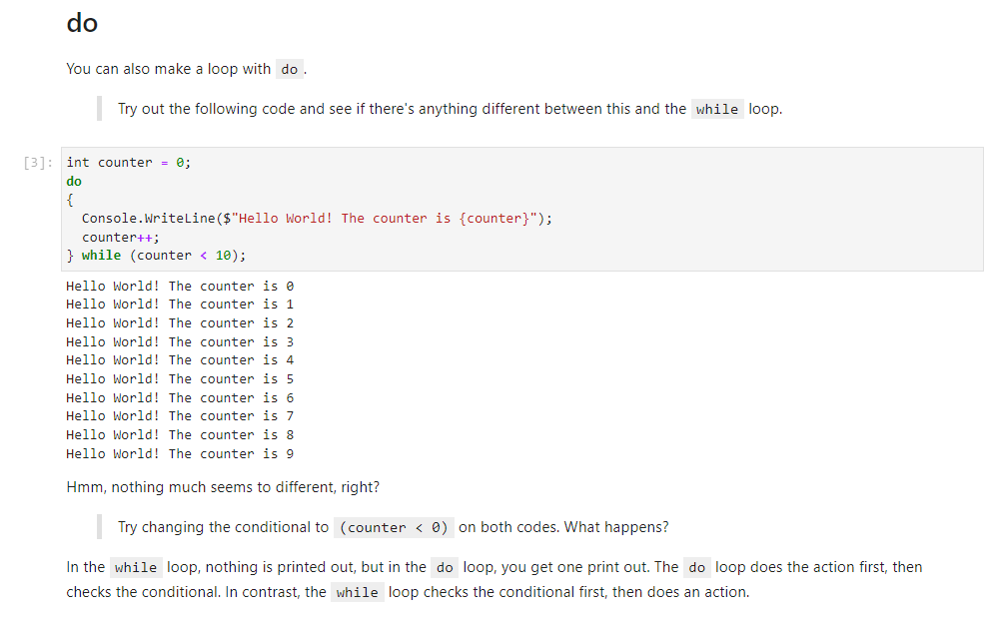 do
You can also make a loop with do .
Try out the following code and see if there's anything different between this and the while loop.
[3]: int counter = 0;
do
{
  Console.WriteLine($"Hello World! The counter is {counter}");
  counter++;
} while (counter < 10);
Hello World! The counter is 0
Hello World! The counter is 1
Hello World! The counter is 2
Hello World! The counter is 3
Hello World! The counter is 4
Hello World! The counter is 5
Hello World! The counter is 6
Hello World! The counter is 7
Hello World! The counter is 8
Hello World! The counter is 9
Hmm, nothing much seems to different, right?
Try changing the conditional to (counter < 0) on both codes. What happens?
In the while loop, nothing is printed out, but in the do loop, you get one print out. The do loop does the action first, then
checks the conditional. In contrast, the while loop checks the conditional first, then does an action.